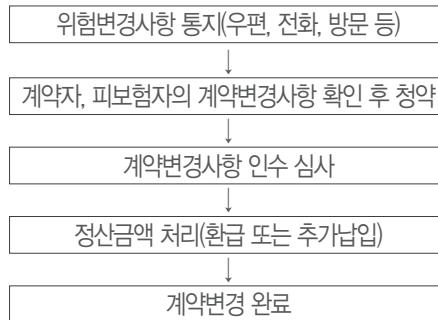 위험변경사항 통지(우편, 전화, 방문 등)
계약자, 피보험자의 계약변경사항 확인 후 청약
계약변경사항 인수 심사
정산금액 처리(환급 또는 추가납입)
계약변경 완료